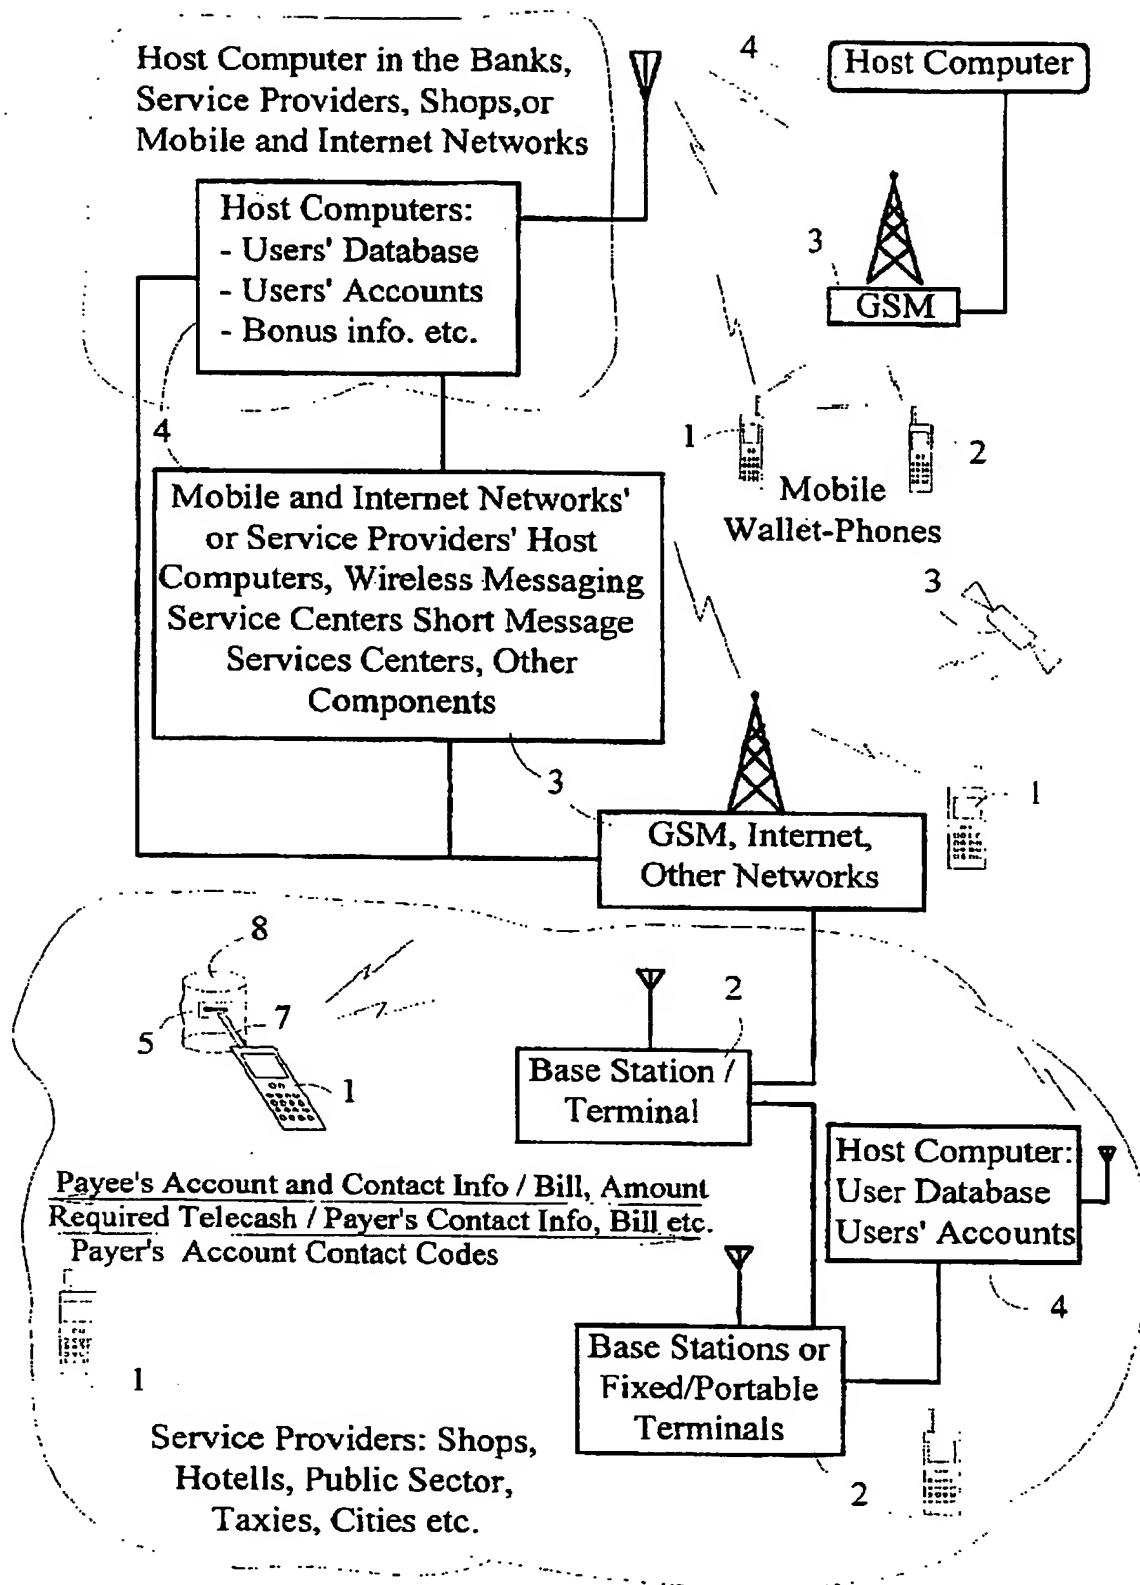 Host Computer in the Banks,
Service Providers, Shops,or
Mobile and Internet Networks
4
Host Computer
Host Computers:
- Users' Database
- Users' Accounts
- Bonus info. etc.
3
GSM
4
1
2
Mobile
Wallet-Phones
Mobile and Internet Networks'
or Service Providers' Host
Computers, Wireless Messaging
Service Centers Short Message
Services Centers, Other
Components
3
3
1
GSM, Internet,
Other Networks
8
5
7
1
2
Base Station /
Terminal
Host Computer:
User Database
Users' Accounts
4
Payee's Account and Contact Info / Bill, Amount
Required Telecash / Payer's Contact Info, Bill etc.
Payer's Account Contact Codes
1
Base Stations or
Fixed/Portable
Terminals
2
Service Providers: Shops,
Hotells, Public Sector,
Taxies, Cities etc.